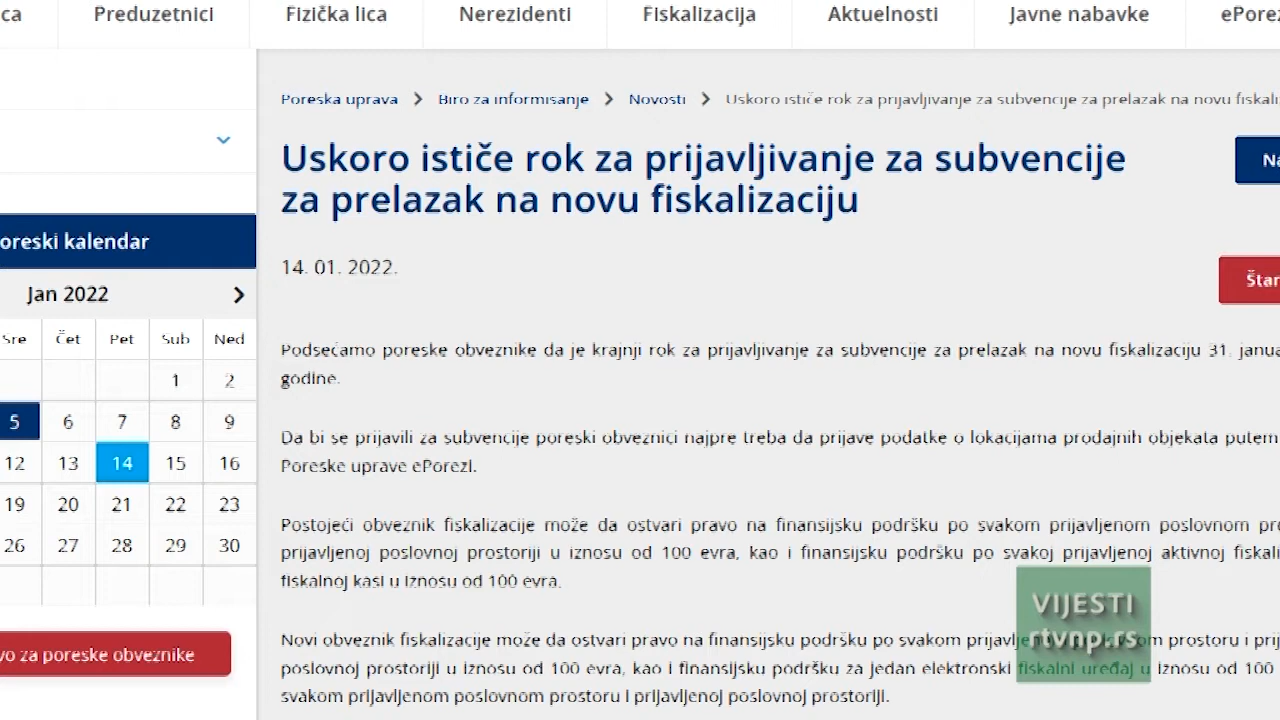 Preduzetnici Fizička lica Nerezidenti Fiskalizacija Aktuelnosti Javne nabavke
Poreska uprava > Biro za informisanje > Novosti > Uskoro ističe rok za prijavljivanje za subvencije za prelazak na novu
Uskoro ističe rok za prijavljivanje za subvencije
za prelazak na novu fiskalizaciju
14. 01. 2022.
Podsećamo poreske obveznike da je krajnji rok za prijavljivanje za subvencije za prelazak na novu fiskalizaciju 31.
godine.
Da bi se prijavili za subvencije poreski obveznici najpre treba da prijave podatke o lokacijama prodajnih objekata putem
Poreske uprave ePorezi.
Postojeći obveznik fiskalizacije može da ostvari pravo na finansijsku podršku po svakom prijavljenom poslovnom
prijavljenoj poslovnoj prostoriji u iznosu od 100 evra, kao i finansijsku podršku po svakoj prijavljenoj aktivnoj
fiskalnoj kasi u iznosu od 100 evra.
Novi obveznik fiskalizacije može da ostvari pravo na finansijsku podršku po svakom prostoru i
poslovnoj prostoriji u iznosu od 100 evra, kao i finansijsku podršku za jedan elektronski fiskalni uređaj u iznosu od 100
svakom prijavljenom poslovnom prostoru i prijavljenoj poslovnoj prostoriji.
kalendar
Jan 2022 >
Sre Čet Pet Sub Ned
1 2
5 6 7 8 9
12 13 14 15 16
19 20 21 22 23
26 27 28 29 30
za poreske obveznike
VIJESTI
rtvnp.rs